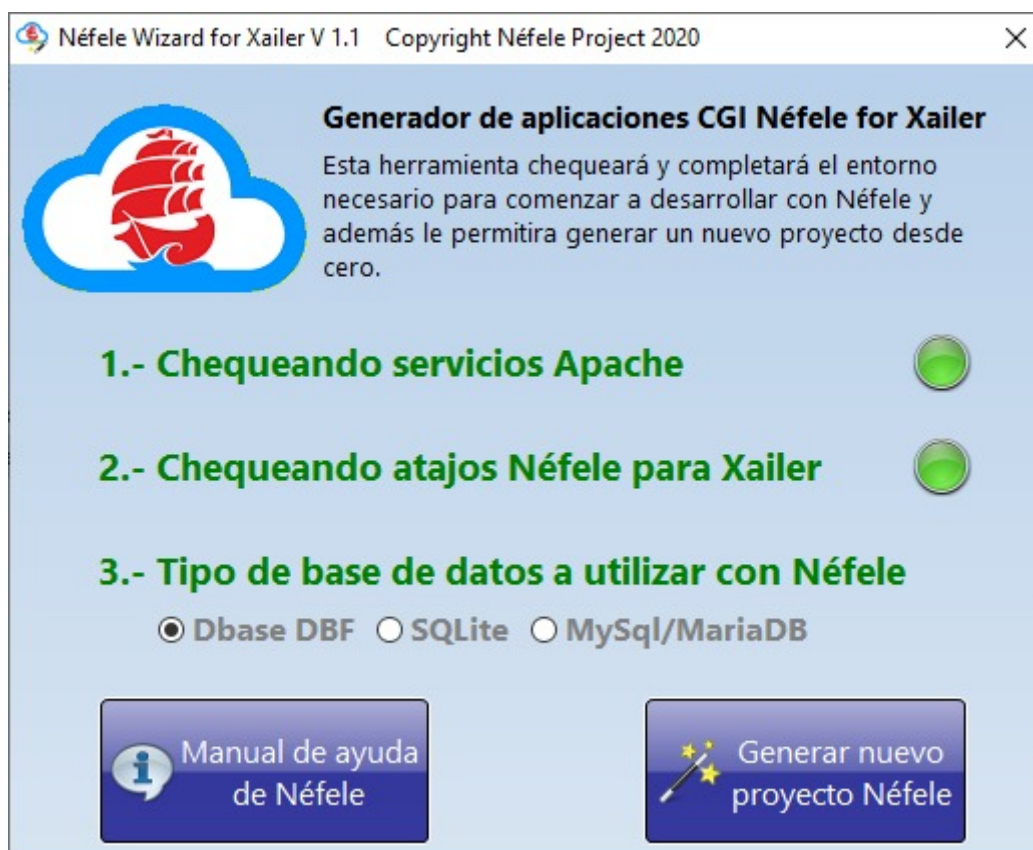 Néfele Wizard for Xailer V 1.1    Copyright Néfele Project 2020
Generador de aplicaciones CGI Néfele for Xailer
Esta herramienta chequeará y completará el entorno
necesario para comenzar a desarrollar con Néfele y
además le permitira generar un nuevo proyecto desde
cero.
1.- Chequeando servicios Apache
2.- Chequeando atajos Néfele para Xailer
3.- Tipo de base de datos a utilizar con Néfele
Dbase DBF SQLite MySql/MariaDB
Manual de ayuda
de Néfele
Generar nuevo
proyecto Néfele